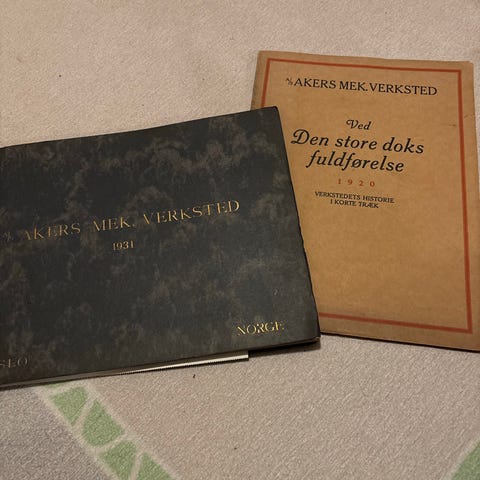 A/S AKERS MEK. VERKSTED
1931
NORGE
A/S AKERS MEK. VERKSTED
Ved
Den store doks
fuldførelse
1920
VERKSTEDETS HISTORIE
I KORTE TRÆK